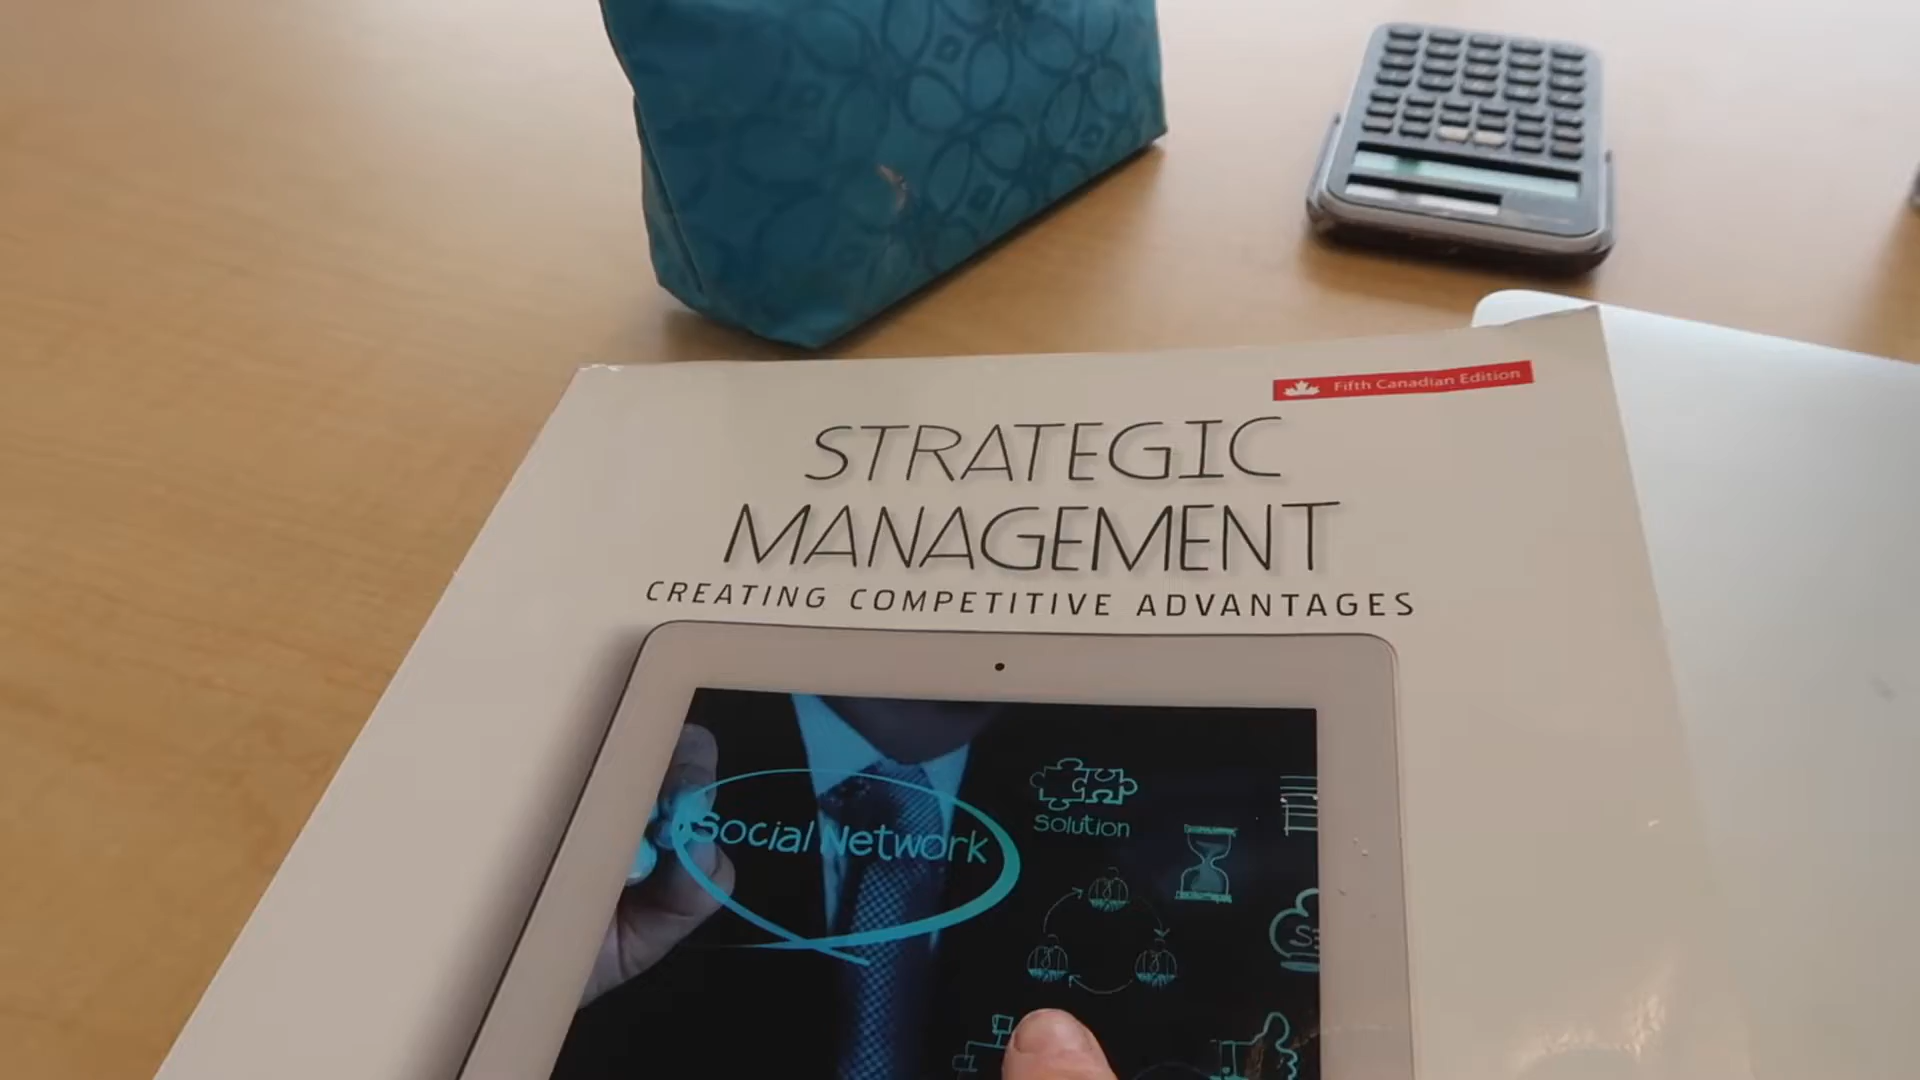 Fifth Canadian Edition
STRATEGIC
MANAGEMENT
CREATING COMPETITIVE ADVANTAGES
Social Network
Solution